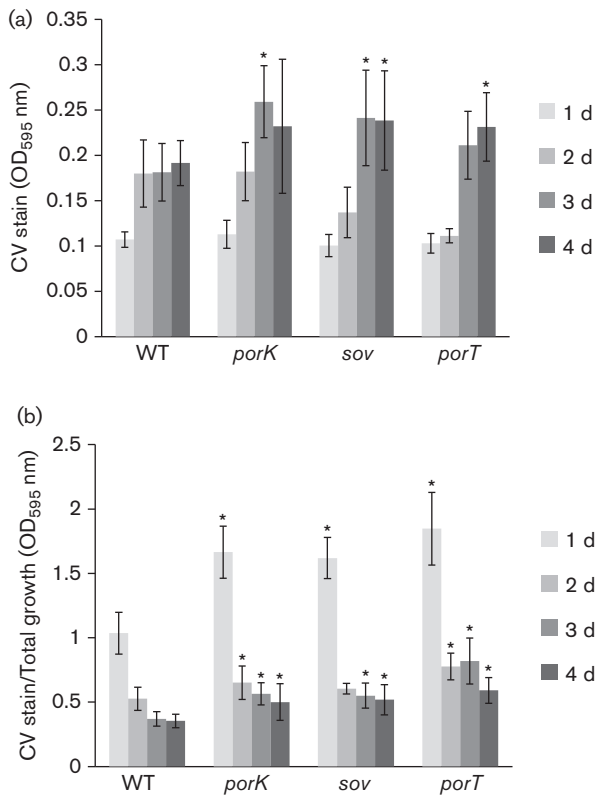 (a)
0.35
0.3
0.25
0.2
0.15
0.1
0.05
0
CV stain (OD595 nm)
* * * *
WT porK sov porT
1 d
2 d
3 d
4 d
(b)
2.5
2
1.5
1
0.5
0
CV stain/Total growth (OD595 nm)
* * *
* * * * * * * *
WT porK sov porT
1 d
2 d
3 d
4 d